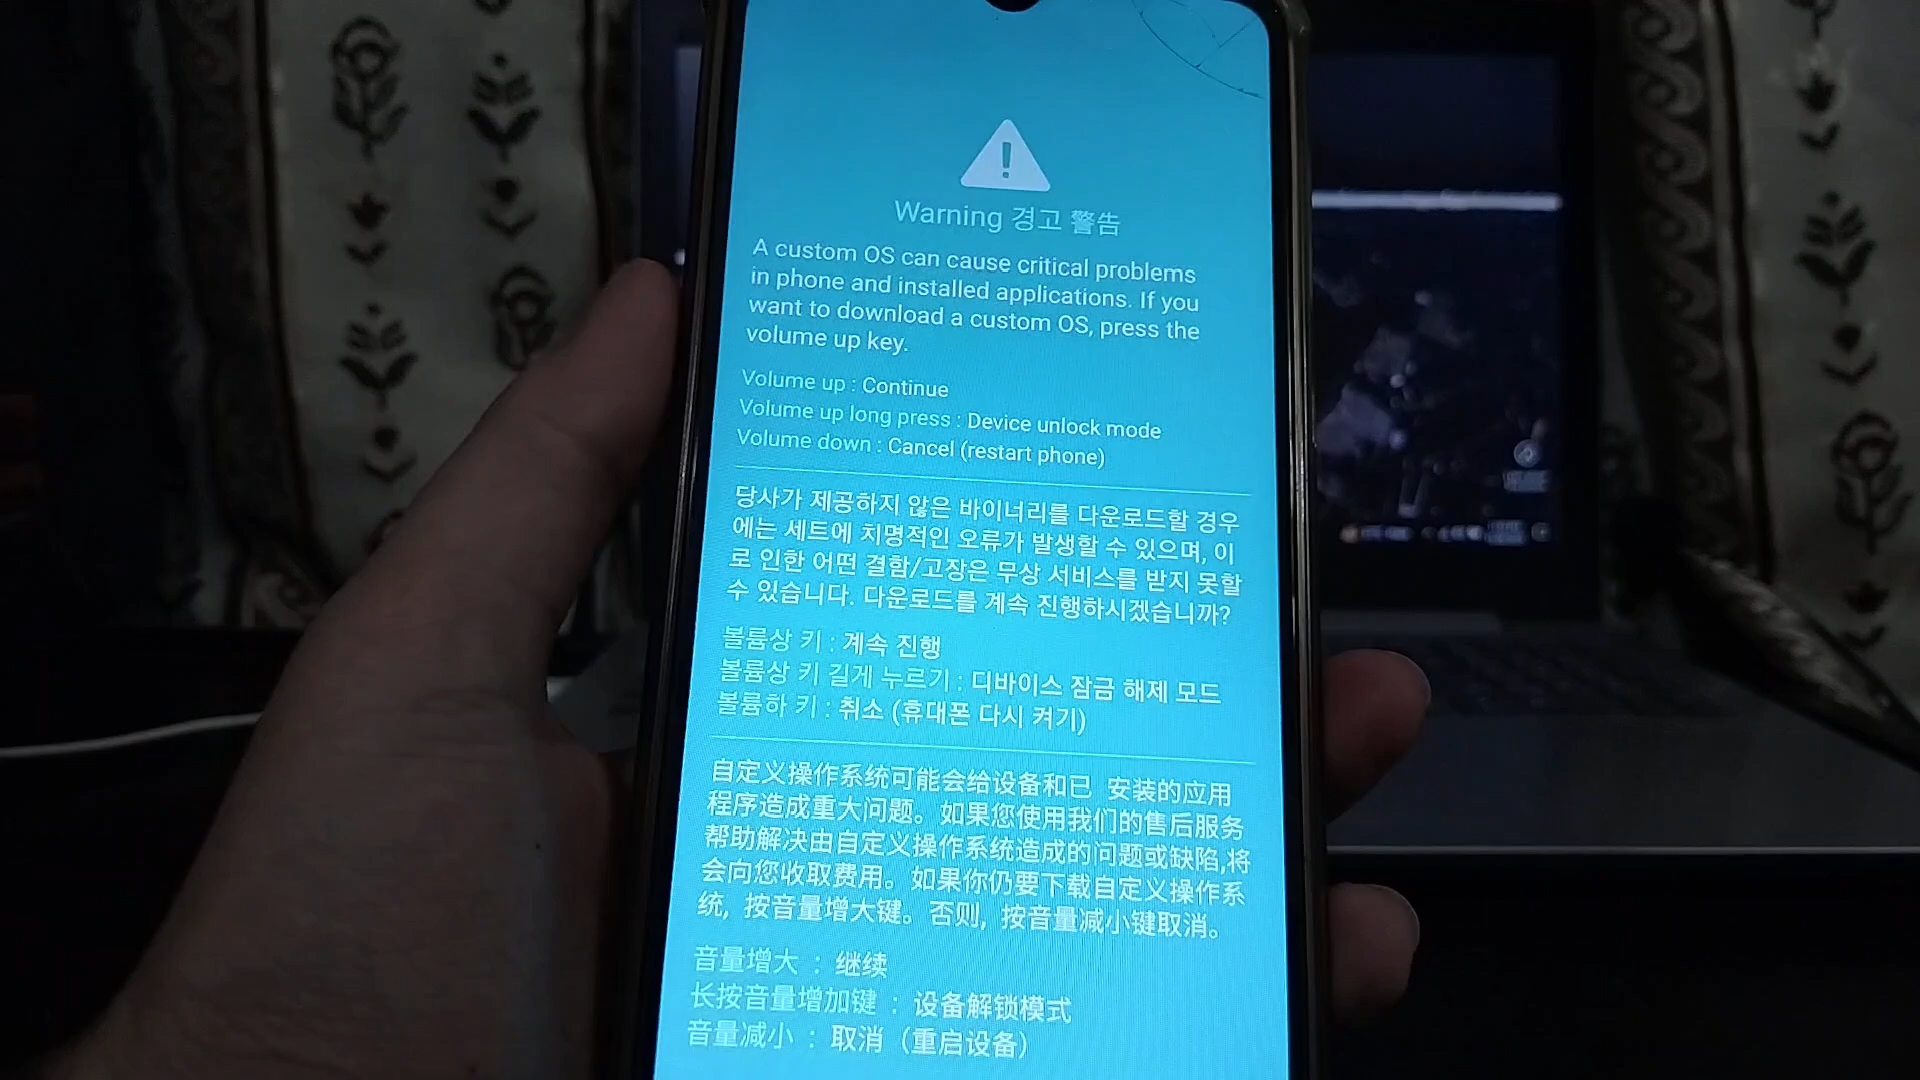 Warning 경고 警告
A custom OS can cause critical problems
in phone and installed applications. If you
want to download a custom OS, press the
volume up key.
Volume up : Continue
Volume up long press : Device unlock mode
Volume down : Cancel (restart phone)
당사가 제공하지 않은 바이너리를 다운로드할 경우
에는 세트에 치명적인 오류가 발생할 수 있으며, 이
로 인한 어떤 결함/고장은 무상 서비스를 받지 못할
수 있습니다. 다운로드를 계속 진행하시겠습니까?
볼륨상 키 : 계속 진행
볼륨상 키 길게 누르기 : 디바이스 잠금 해제 모드
볼륨하 키 : 취소 (휴대폰 다시 켜기)
自定义操作系统可能会给设备和已 安装的应用
程序造成重大问题。如果您使用我们的售后服务
帮助解决由自定义操作系统造成的问题或缺陷,将
会向您收取费用。如果你仍要下载自定义操作系
统, 按音量增大键。否则, 按音量减小键取消。
音量增大 : 继续
长按音量增加键 : 设备解锁模式
音量减小 : 取消（重启设备）